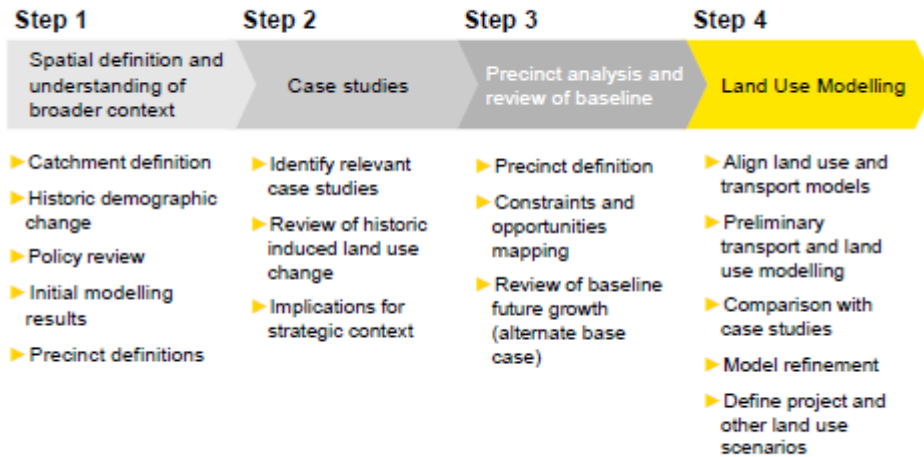 Step 1
Step 2
Step 3
Step 4
Spatial definition and
understanding of
broader context
Case studies
Precinct analysis and
review of baseline
Land Use Modelling
Catchment definition
Historic demographic
change
Policy review
Initial modelling
results
Precinct definitions
Identify relevant
case studies
Review of historic
induced land use
change
Implications for
strategic context
Precinct definition
Constraints and
opportunities
mapping
Review of baseline
future growth
(alternate base
case)
Align land use and
transport models
Preliminary
transport and land
use modelling
Comparison with
case studies
Model refinement
Define project and
other land use
scenarios